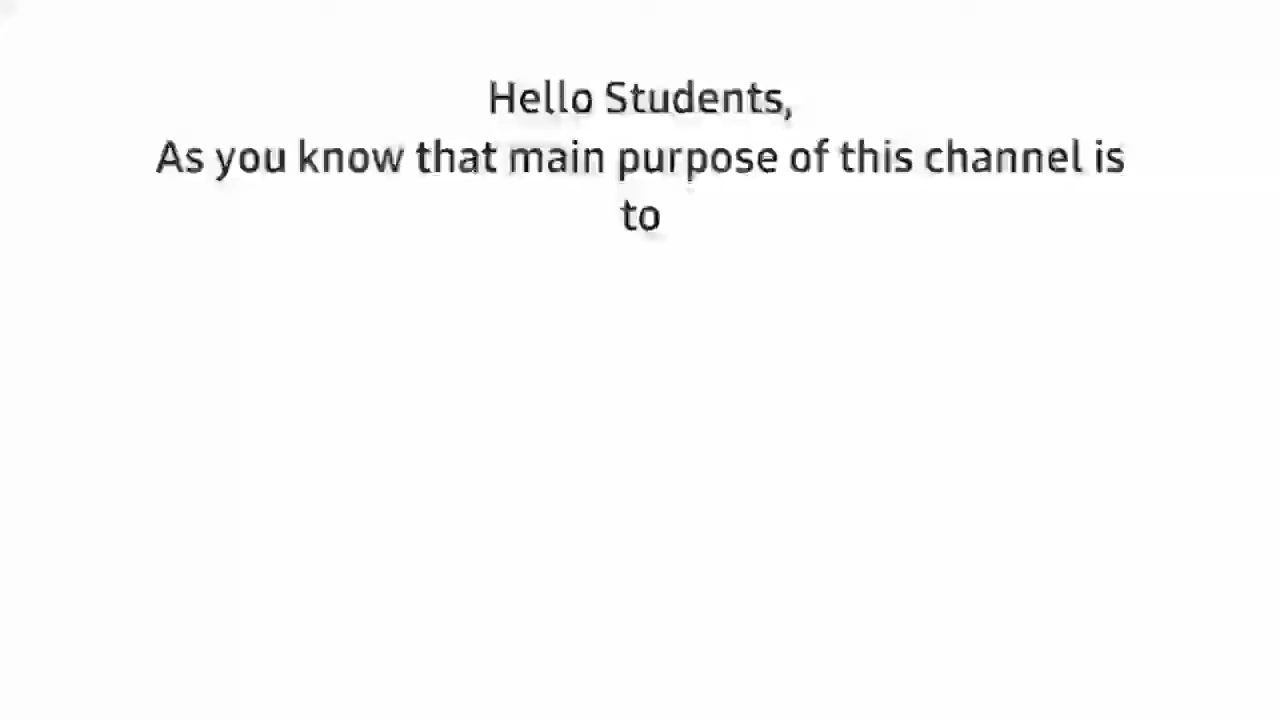 Hello Students,
As you know that main purpose of this channel is
to